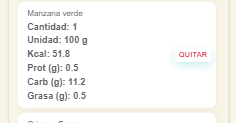 Manzana verde
Cantidad: 1
Unidad: 100 g
Kcal: 51.8
QUITAR
Prot (g): 0.5
Carb (g): 11.2
Grasa (g): 0.5